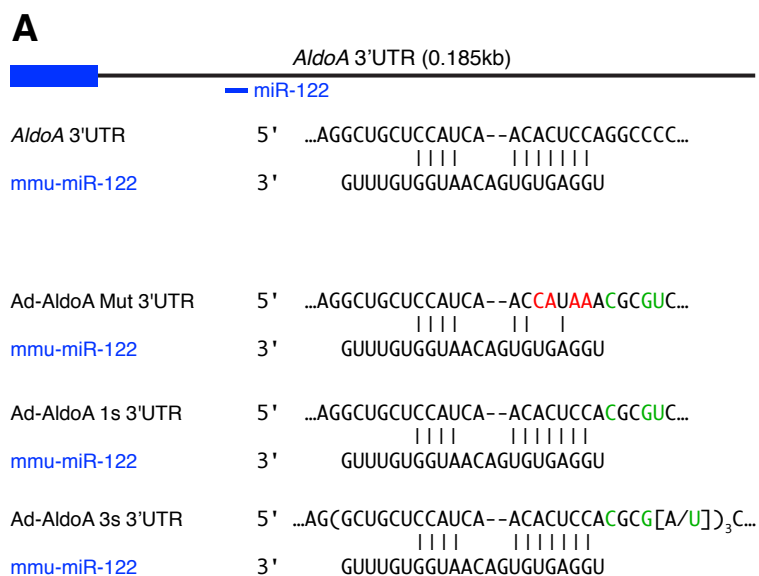 A
AldoA 3'UTR (0.185kb)
miR-122
AldoA 3'UTR 5' …AGGCUGCUCCAUCA--ACACUCCAGGCCCC…
mmu-miR-122 3' GUUUGUGGUAACAGUGUGAGGU
Ad-AldoA Mut 3'UTR 5' …AGGCUGCUCCAUCA--ACCAUAAACGCGUC…
mmu-miR-122 3' GUUUGUGGUAACAGUGUGAGGU
Ad-AldoA 1s 3'UTR 5' …AGGCUGCUCCAUCA--ACACUCCACGCGUC…
mmu-miR-122 3' GUUUGUGGUAACAGUGUGAGGU
Ad-AldoA 3s 3’UTR 5' …AG(GCUGCUCCAUCA--ACACUCCACGCG[A/U])₃C…
mmu-miR-122 3' GUUUGUGGUAACAGUGUGAGGU